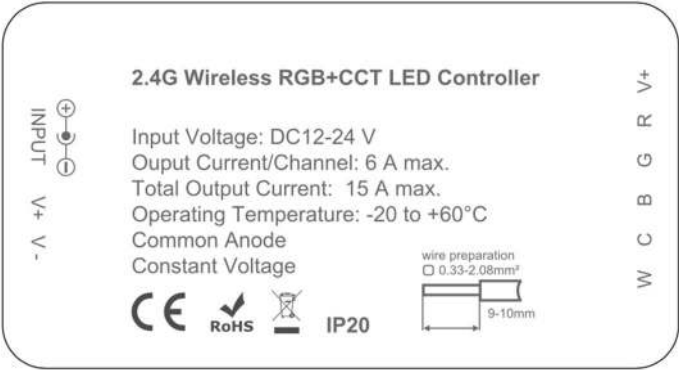 2.4G Wireless RGB+CCT LED Controller
INPUT
V+ V-
Input Voltage: DC12-24 V
Ouput Current/Channel: 6 A max.
Total Output Current: 15 A max.
Operating Temperature: -20 to +60°C
Common Anode
Constant Voltage
wire preparation
0.33-2.08mm²
9-10mm
CE
RoHS
IP20
V+
R
G
B
C
W